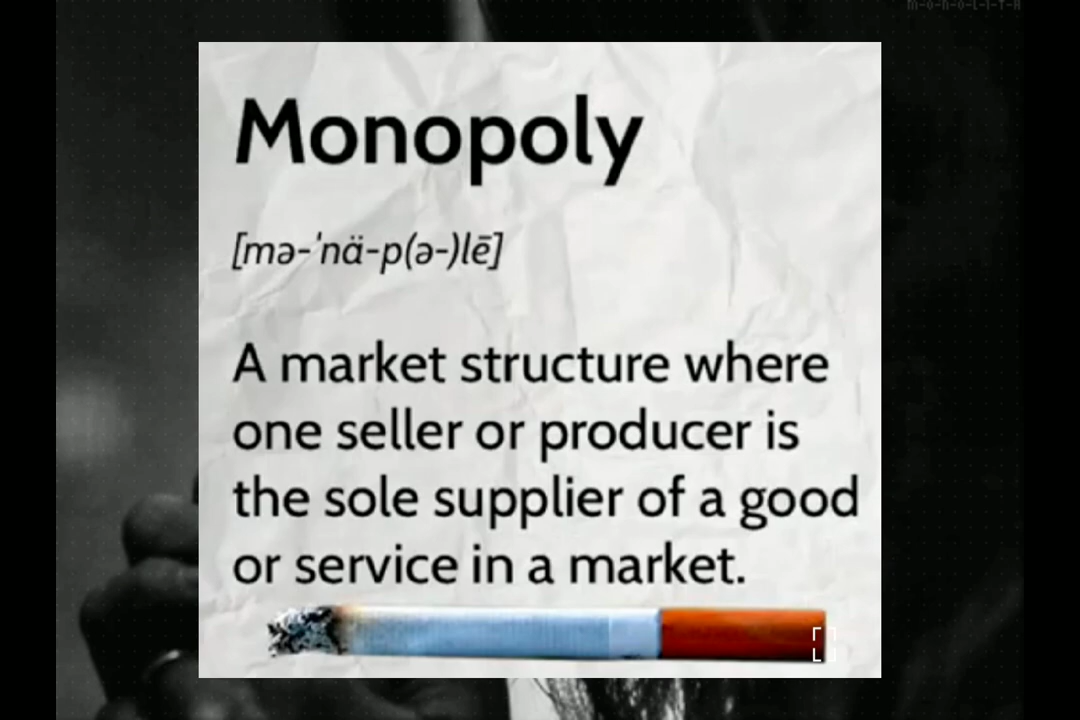 M-O-N-O-L-I-T-H
Monopoly
[mə-ˈnä-p(ə-)lē]
A market structure where
one seller or producer is
the sole supplier of a good
or service in a market.